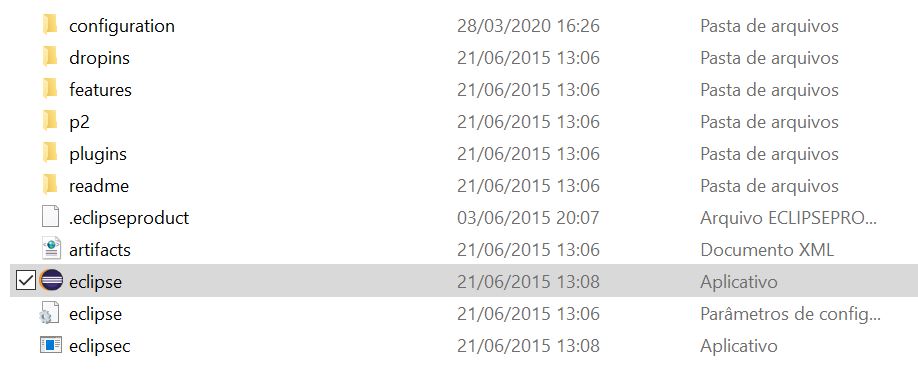 configuration 28/03/2020 16:26 Pasta de arquivos
dropins 21/06/2015 13:06 Pasta de arquivos
features 21/06/2015 13:06 Pasta de arquivos
p2 21/06/2015 13:06 Pasta de arquivos
plugins 21/06/2015 13:06 Pasta de arquivos
readme 21/06/2015 13:06 Pasta de arquivos
.eclipseproduct 03/06/2015 20:07 Arquivo ECLIPSEPRO...
artifacts 21/06/2015 13:06 Documento XML
eclipse 21/06/2015 13:08 Aplicativo
eclipse 21/06/2015 13:06 Parâmetros de config...
eclipsec 21/06/2015 13:08 Aplicativo